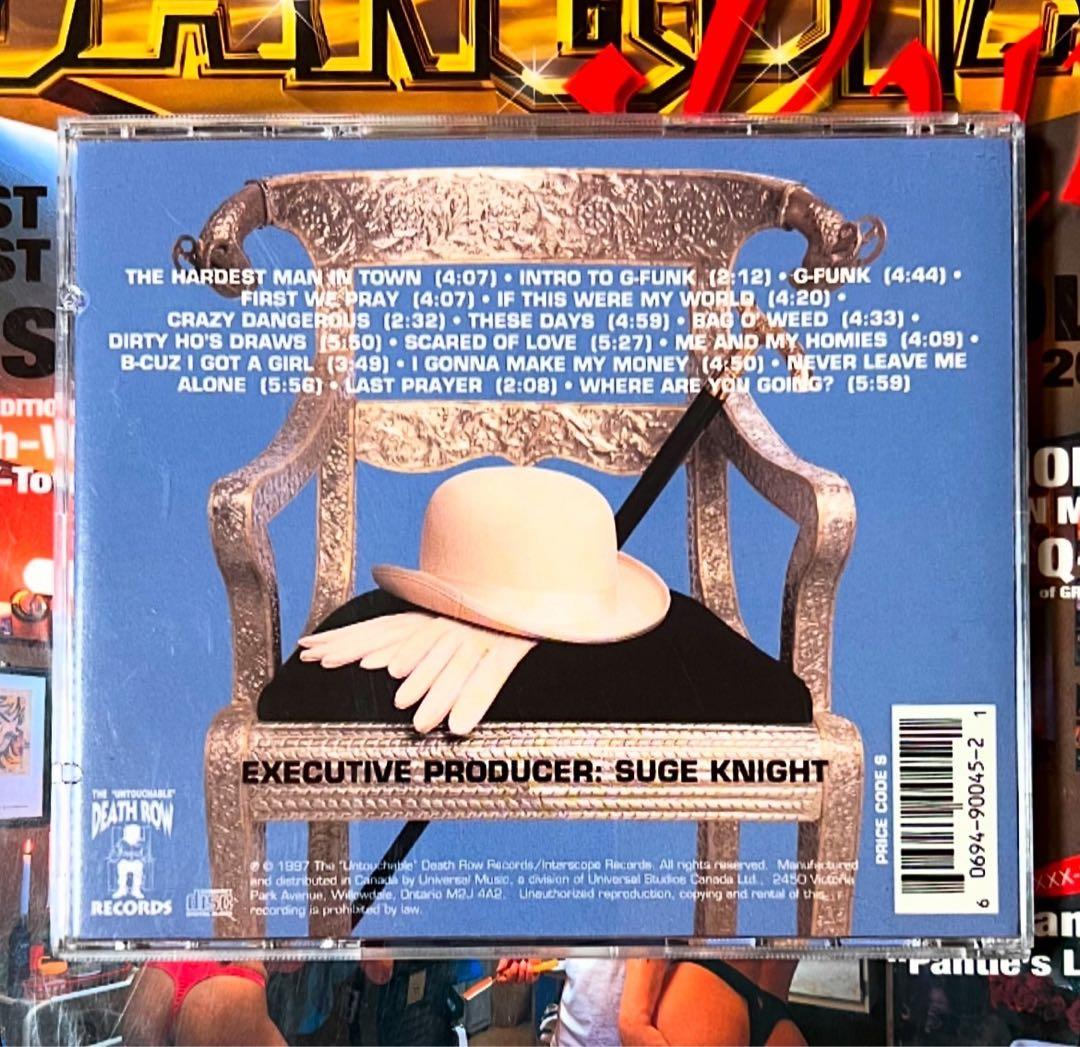 ST
ST
S
THE HARDEST MAN IN TOWN (4:07) • INTRO TO G-FUNK (2:12) • G-FUNK (4:44) •
FIRST WE PRAY (4:07) • IF THIS WERE MY WORLD (4:20) •
CRAZY DANGEROUS (2:32) • THESE DAYS (4:59) • BAG O' WEED (4:33) •
DIRTY HO'S DRAWS (5:50) • SCARED OF LOVE (5:27) • ME AND MY HOMIES (4:09) •
B-CUZ I GOT A GIRL (3:49) • I GONNA MAKE MY MONEY (4:50) • NEVER LEAVE ME
ALONE (5:56) • LAST PRAYER (2:08) • WHERE ARE YOU GOING? (5:59)
EXECUTIVE PRODUCER: SUGE KNIGHT
THE "UNTOUCHABLE"
DEATH ROW
RECORDS
disc
℗ © 1997 The "Untouchable" Death Row Records/Interscope Records. All rights reserved. Manufactured
and distributed in Canada by Universal Music, a division of Universal Studios Canada Ltd., 2450 Victoria
Park Avenue, Willowdale, Ontario M2J 4A2. Unauthorized reproduction, copying and rental of this
recording is prohibited by law.
PRICE CODE S
6 0694-90045-2 1
of GR
"Pantie's L